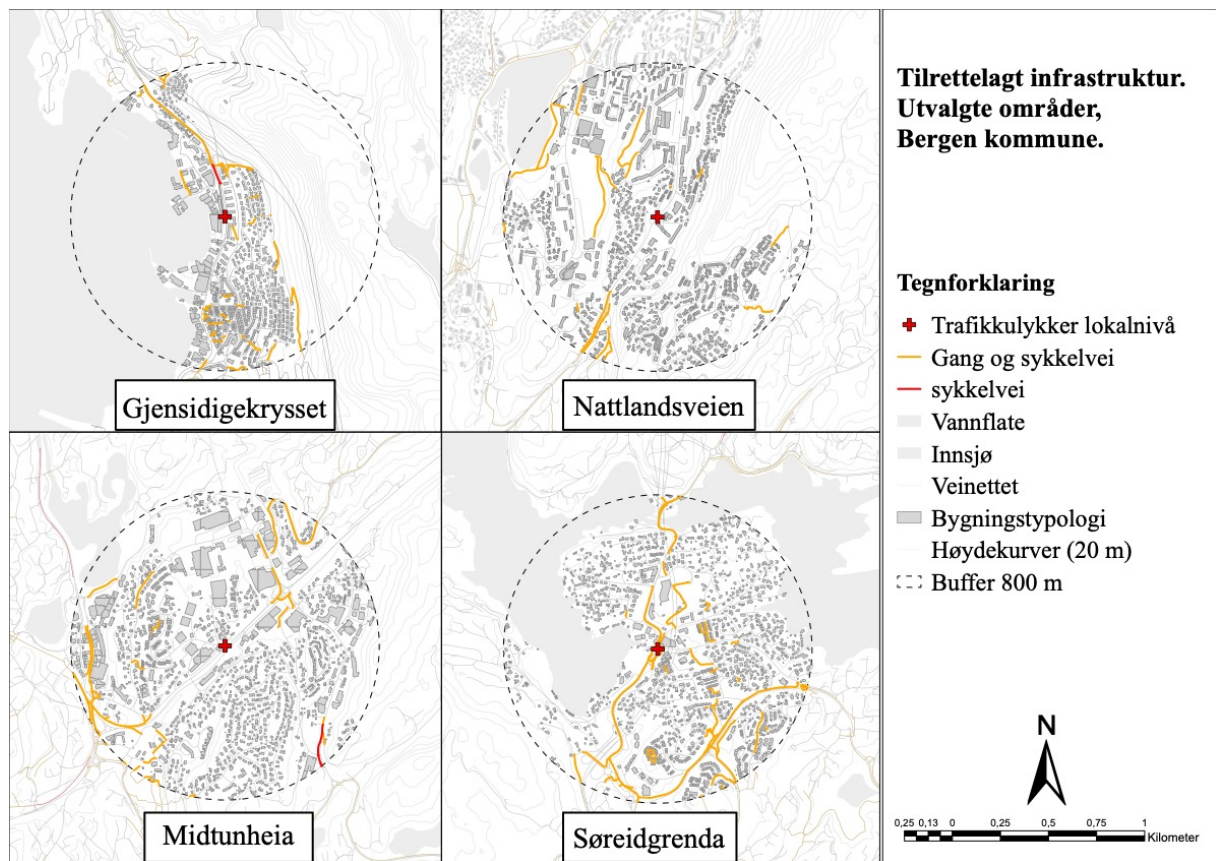 Gjensidigekrysset
Nattlandsveien
Midtunheia
Søreidgrenda
Tilrettelagt infrastruktur.
Utvalgte områder,
Bergen kommune.
Tegnforklaring
Trafikkulykker lokalnivå
Gang og sykkelvei
sykkelvei
Vannflate
Innsjø
Veinettet
Bygningstypologi
Høydekurver (20 m)
Buffer 800 m
N
0,25 0,13 0 0,25 0,5 0,75 1
Kilometer